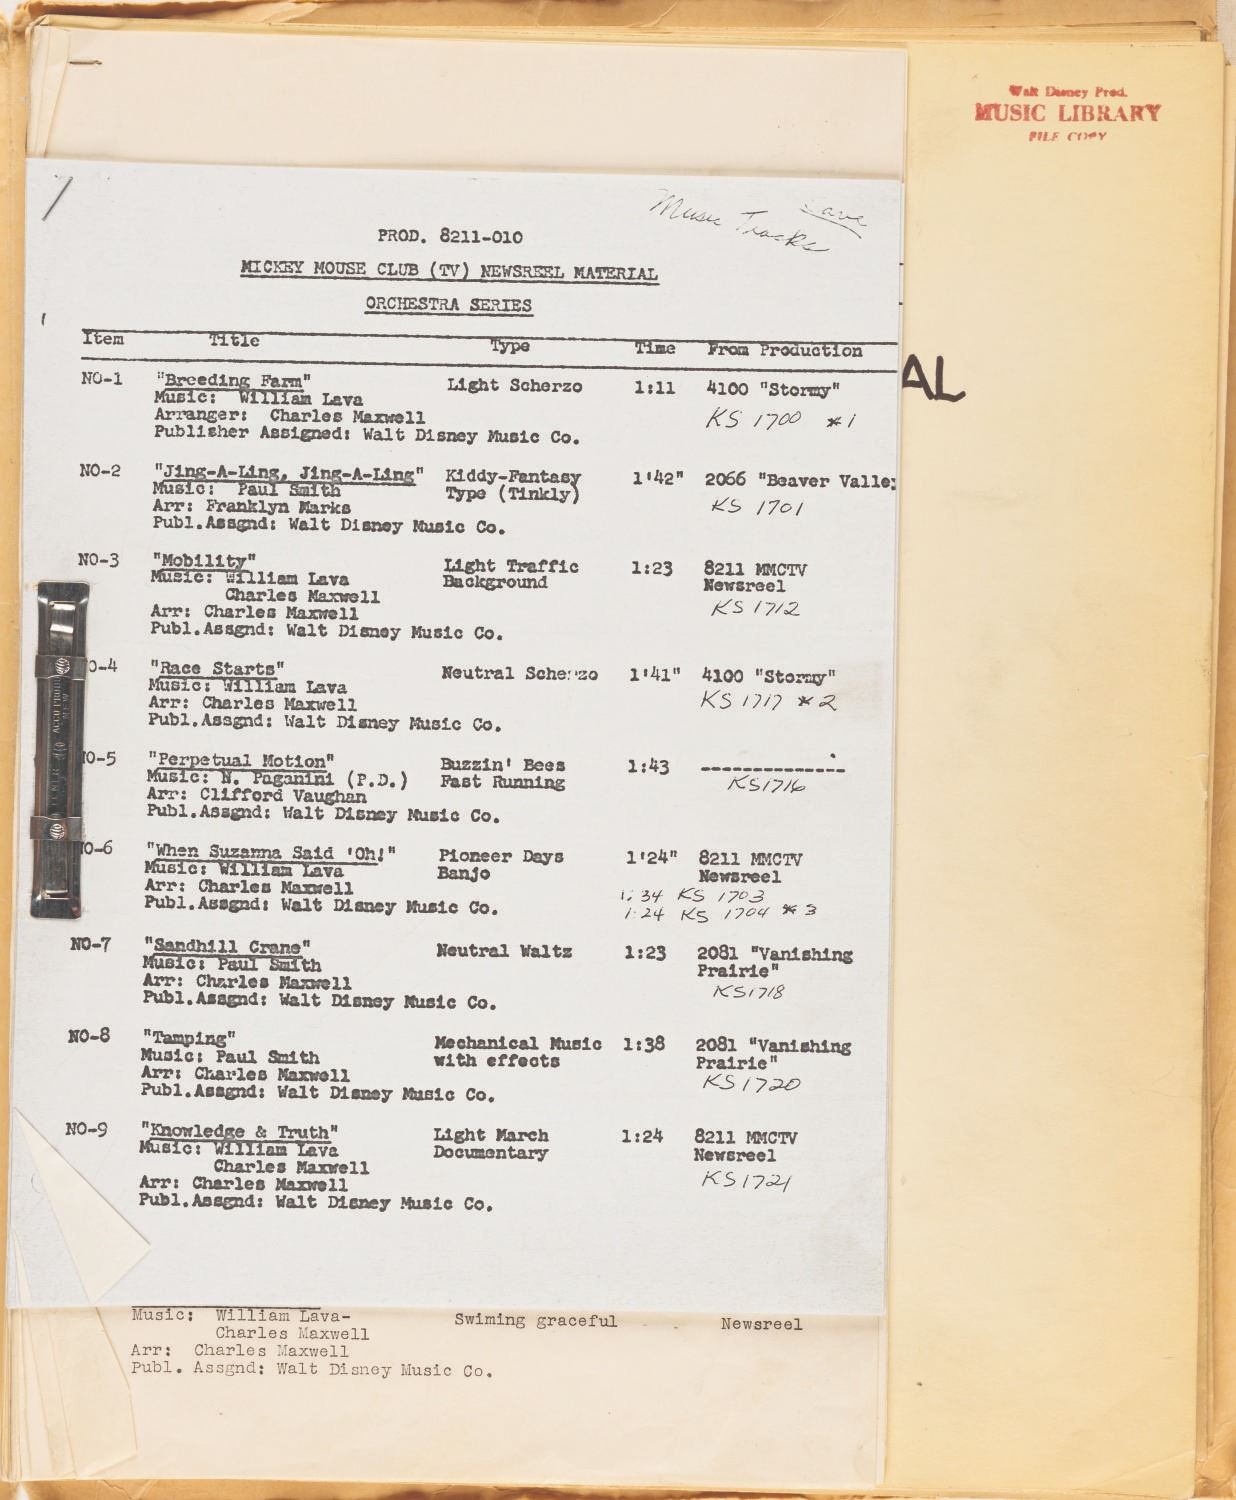 Walt Disney Prod.
MUSIC LIBRARY
FILE COPY
Music Tracks
PROD. 8211-010
MICKEY MOUSE CLUB (TV) NEWSREEL MATERIAL
ORCHESTRA SERIES
Item Title Type Time From Production
AL
NO-1 "Breeding Farm" Light Scherzo 1:11 4100 "Stormy"
Music: William Lava
Arranger: Charles Maxwell KS 1700 *1
Publisher Assigned: Walt Disney Music Co.
NO-2 "Jing-A-Ling, Jing-A-Ling" Kiddy-Fantasy 1'42" 2066 "Beaver Valley
Music: Paul Smith Type (Tinkly)
Arr: Franklyn Marks KS 1701
Publ.Assgnd: Walt Disney Music Co.
NO-3 "Mobility" Light Traffic 1:23 8211 MMCTV
Music: William Lava Background Newsreel
Charles Maxwell KS 1712
Arr: Charles Maxwell
Publ.Assgnd: Walt Disney Music Co.
O-4 "Race Starts" Neutral Scherzo 1'41" 4100 "Stormy"
Music: William Lava
Arr: Charles Maxwell KS 1717 *2
Publ.Assgnd: Walt Disney Music Co.
NO-5 "Perpetual Motion" Buzzin' Bees 1:43 --------------
Music: N. Paganini (P.D.) Fast Running KS1716
Arr: Clifford Vaughan
Publ.Assgnd: Walt Disney Music Co.
NO-6 "When Suzanna Said 'Oh!" Pioneer Days 1'24" 8211 MMCTV
Music: William Lava Banjo Newsreel
Arr: Charles Maxwell 1:34 KS 1703
Publ.Assgnd: Walt Disney Music Co. 1:24 KS 1704 *3
NO-7 "Sandhill Crane" Neutral Waltz 1:23 2081 "Vanishing
Music: Paul Smith Prairie"
Arr: Charles Maxwell KS1718
Publ.Assgnd: Walt Disney Music Co.
NO-8 "Tamping" Mechanical Music 1:38 2081 "Vanishing
Music: Paul Smith with effects Prairie"
Arr: Charles Maxwell KS1720
Publ.Assgnd: Walt Disney Music Co.
NO-9 "Knowledge & Truth" Light March 1:24 8211 MMCTV
Music: William Lava Documentary Newsreel
Charles Maxwell KS1721
Arr: Charles Maxwell
Publ.Assgnd: Walt Disney Music Co.
Music: William Lava- Swiming graceful Newsreel
Charles Maxwell
Arr: Charles Maxwell
Publ. Assgnd: Walt Disney Music Co.